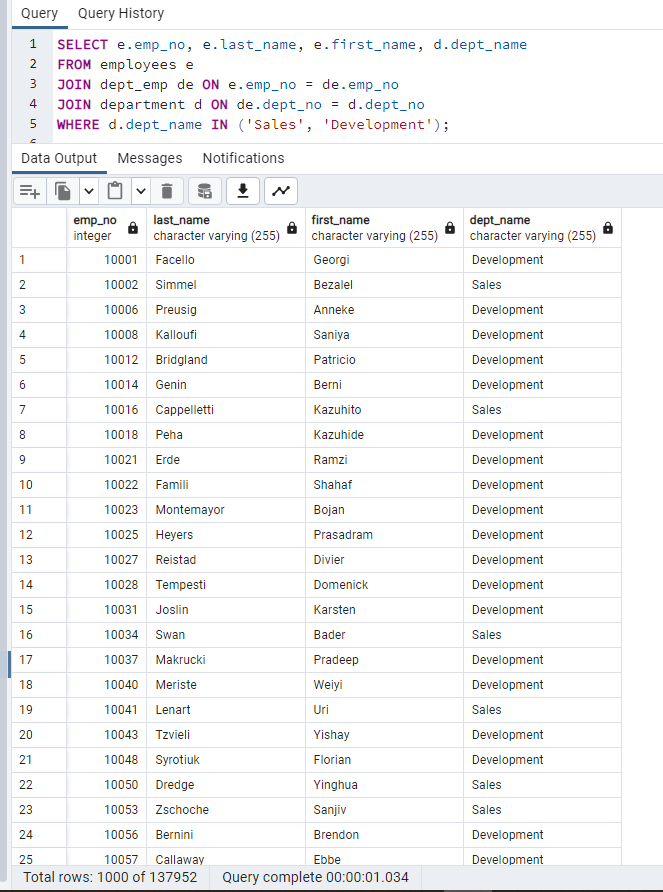 Query Query History
1 SELECT e.emp_no, e.last_name, e.first_name, d.dept_name
2 FROM employees e
3 JOIN dept_emp de ON e.emp_no = de.emp_no
4 JOIN department d ON de.dept_no = d.dept_no
5 WHERE d.dept_name IN ('Sales', 'Development');
Data Output Messages Notifications
emp_no last_name first_name dept_name
integer character varying (255) character varying (255) character varying (255)
1 10001 Facello Georgi Development
2 10002 Simmel Bezalel Sales
3 10006 Preusig Anneke Development
4 10008 Kalloufi Saniya Development
5 10012 Bridgland Patricio Development
6 10014 Genin Berni Development
7 10016 Cappelletti Kazuhito Sales
8 10018 Peha Kazuhide Development
9 10021 Erde Ramzi Development
10 10022 Famili Shahaf Development
11 10023 Montemayor Bojan Development
12 10025 Heyers Prasadram Development
13 10027 Reistad Divier Development
14 10028 Tempesti Domenick Development
15 10031 Joslin Karsten Development
16 10034 Swan Bader Sales
17 10037 Makrucki Pradeep Development
18 10040 Meriste Weiyi Development
19 10041 Lenart Uri Sales
20 10043 Tzvieli Yishay Development
21 10048 Syrotiuk Florian Development
22 10050 Dredge Yinghua Sales
23 10053 Zschoche Sanjiv Sales
24 10056 Bernini Brendon Development
25 10057 Callaway Ebbe Development
Total rows: 1000 of 137952 Query complete 00:00:01.034